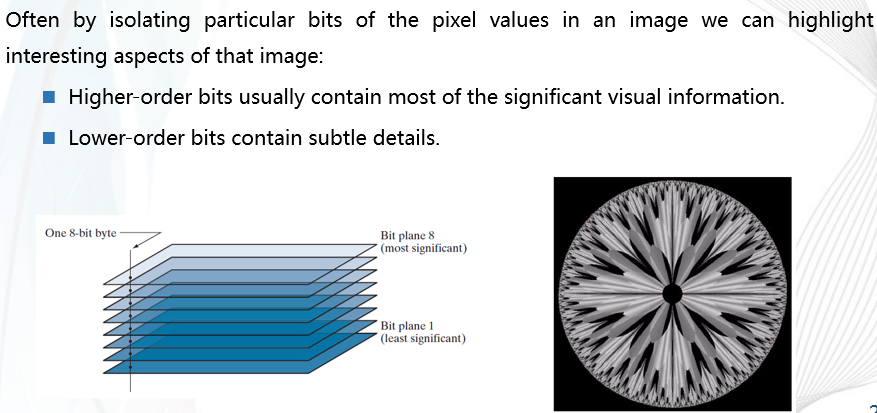 Often by isolating particular bits of the pixel values in an image we can highlight
interesting aspects of that image:
Higher-order bits usually contain most of the significant visual information.
Lower-order bits contain subtle details.
One 8-bit byte
Bit plane 8
(most significant)
Bit plane 1
(least significant)